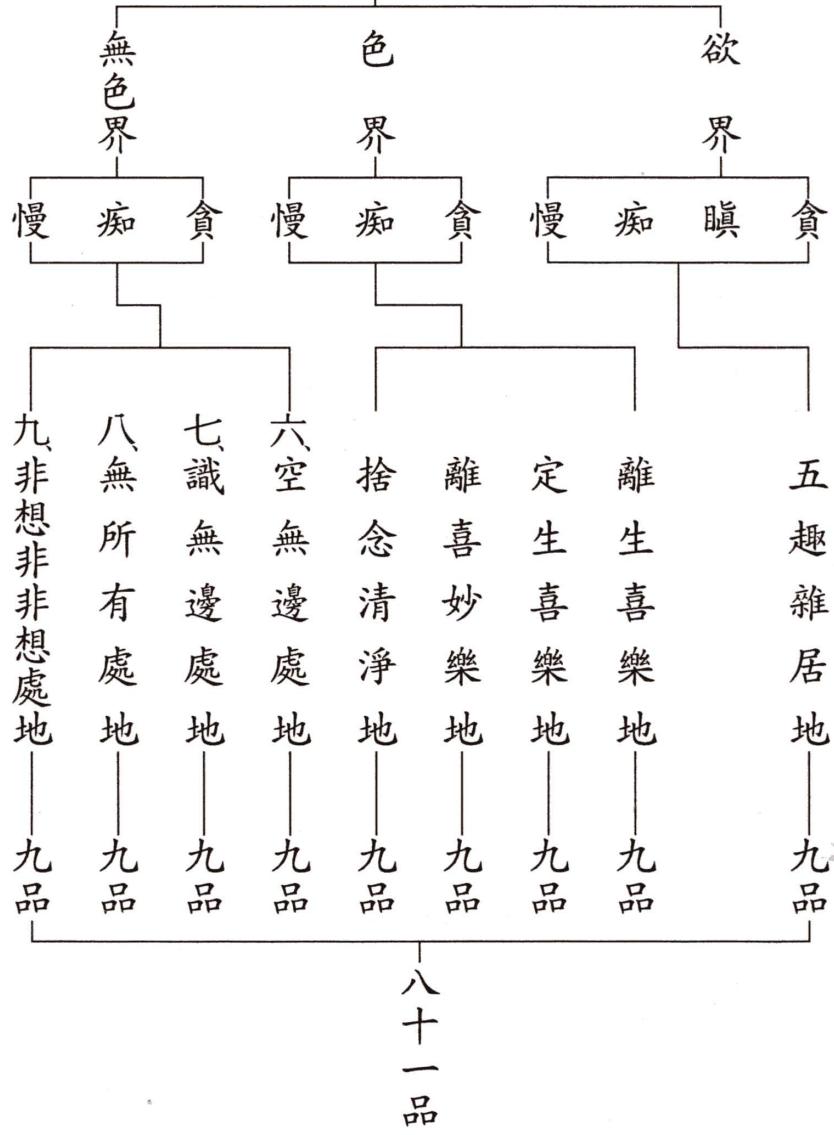 欲界
色界
無色界
貪
瞋
痴
慢
貪
痴
慢
貪
痴
慢
五趣雜居地
離生喜樂地
定生喜樂地
離喜妙樂地
捨念清淨地
六、空無邊處地
七、識無邊處地
八、無所有處地
九、非想非非想處地
九品
九品
九品
九品
九品
九品
九品
九品
九品
八十一品